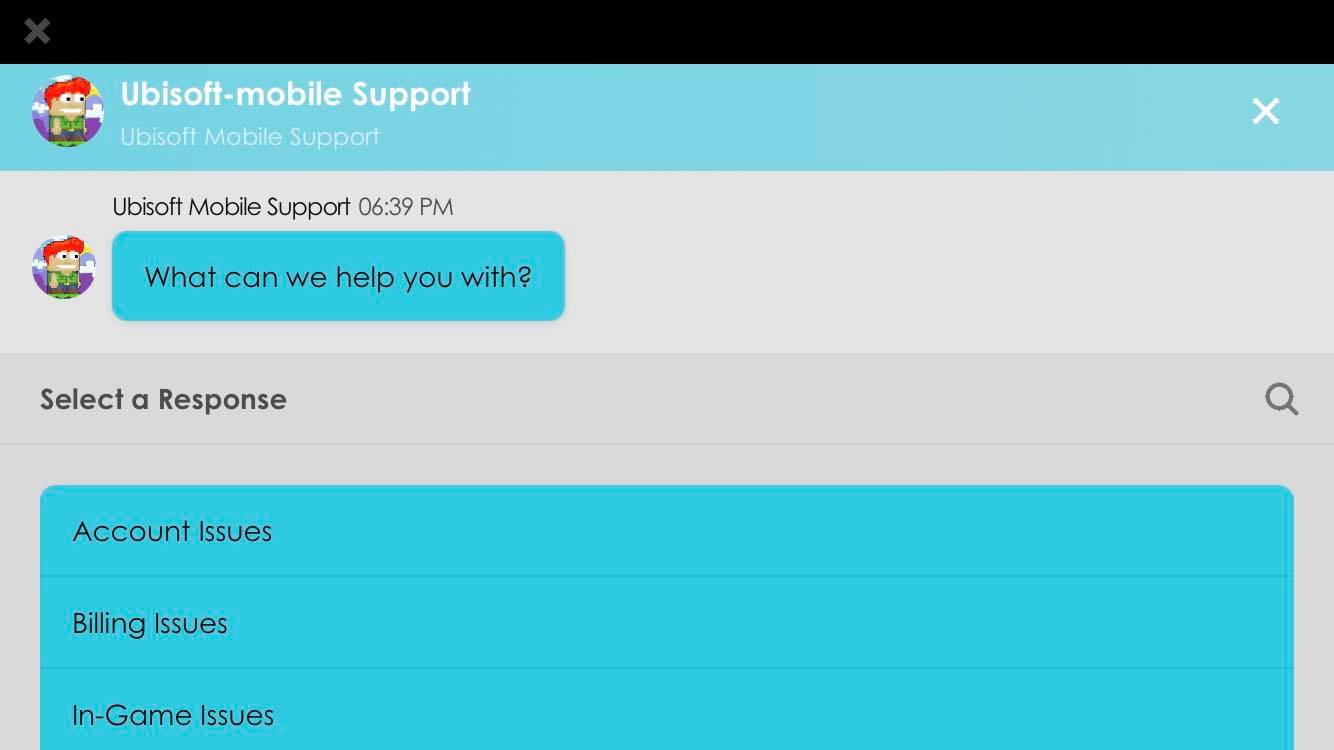 Ubisoft-mobile Support
Ubisoft Mobile Support
Ubisoft Mobile Support 06:39 PM
What can we help you with?
Select a Response
Account Issues
Billing Issues
In-Game Issues